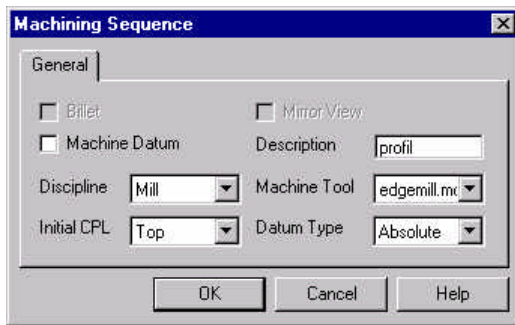 Machining Sequence
General
Billet Mirror View
Machine Datum Description profil
Discipline Mill Machine Tool edgemill.mc
Initial CPL Top Datum Type Absolute
OK Cancel Help